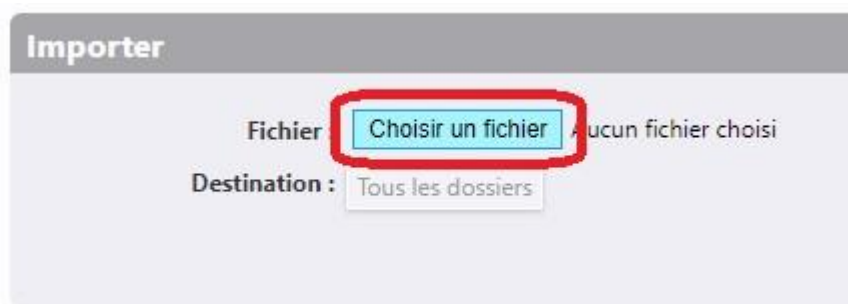 Importer
Fichier : Choisir un fichier Aucun fichier choisi
Destination : Tous les dossiers